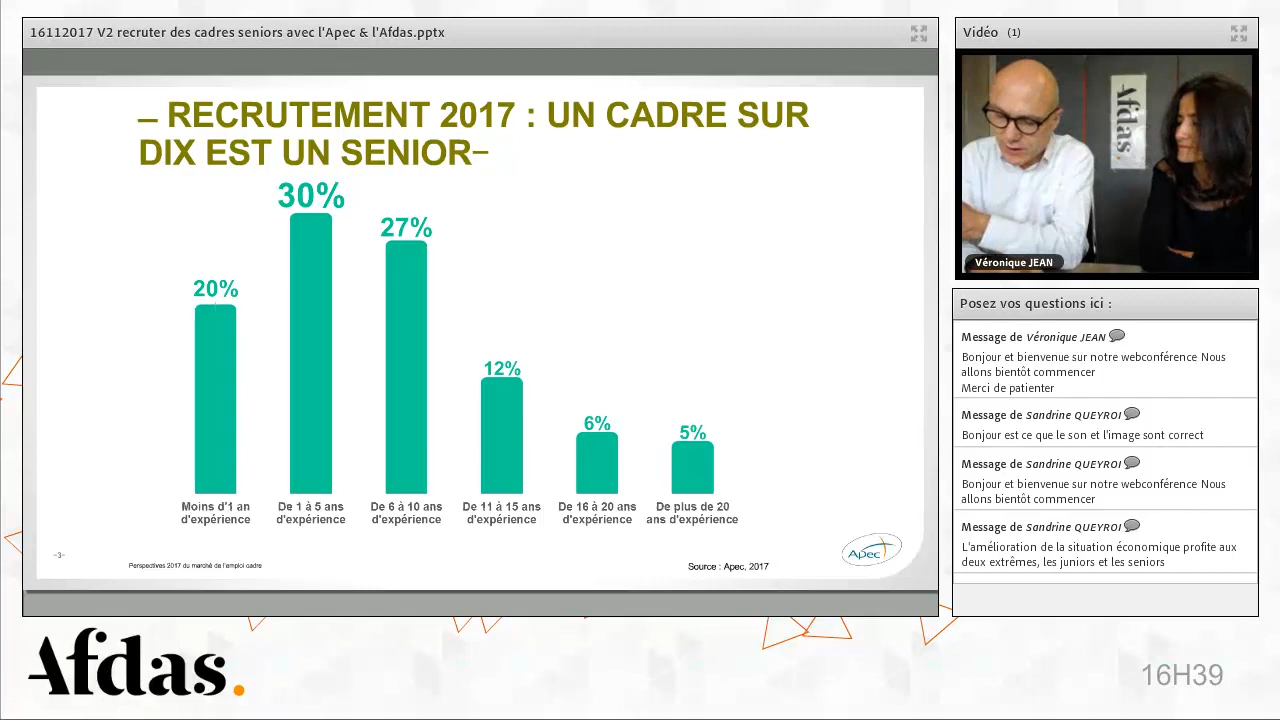 16112017 V2 recruter des cadres seniors avec l'Apec & l'Afdas.pptx
– RECRUTEMENT 2017 : UN CADRE SUR
DIX EST UN SENIOR–
30%
27%
20%
12%
6%
5%
Moins d'1 an
d'expérience
De 1 à 5 ans
d'expérience
De 6 à 10 ans
d'expérience
De 11 à 15 ans
d'expérience
De 16 à 20 ans
d'expérience
De plus de 20
ans d'expérience
–3–
Perspectives 2017 du marché de l'emploi cadre
Source : Apec, 2017
Apec
Vidéo (1)
Afdas.
Véronique JEAN
Posez vos questions ici :
Message de Véronique JEAN
Bonjour et bienvenue sur notre webconférence Nous
allons bientôt commencer
Merci de patienter
Message de Sandrine QUEYROI
Bonjour est ce que le son et l'image sont correct
Message de Sandrine QUEYROI
Bonjour et bienvenue sur notre webconférence Nous
allons bientôt commencer
Message de Sandrine QUEYROI
L'amélioration de la situation économique profite aux
deux extrêmes, les juniors et les seniors
Afdas.
16H39